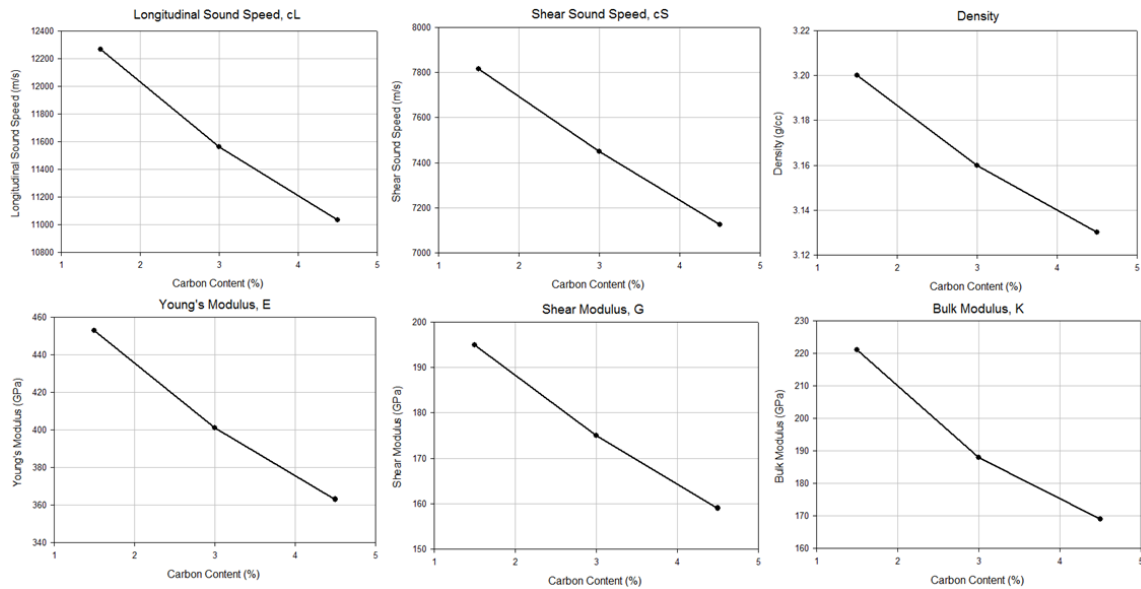 Longitudinal Sound Speed, cL
Longitudinal Sound Speed (m/s)
12400
12200
12000
11800
11600
11400
11200
11000
10800
1 2 3 4 5
Carbon Content (%)
Shear Sound Speed, cS
Shear Sound Speed (m/s)
8000
7800
7600
7400
7200
7000
1 2 3 4 5
Carbon Content (%)
Density
Density (g/cc)
3.22
3.20
3.18
3.16
3.14
3.12
1 2 3 4 5
Carbon Content (%)
Young's Modulus, E
Young's Modulus (GPa)
460
440
420
400
380
360
340
1 2 3 4 5
Carbon Content (%)
Shear Modulus, G
Shear Modulus (GPa)
200
190
180
170
160
150
1 2 3 4 5
Carbon Content (%)
Bulk Modulus, K
Bulk Modulus (GPa)
230
220
210
200
190
180
170
160
1 2 3 4 5
Carbon Content (%)